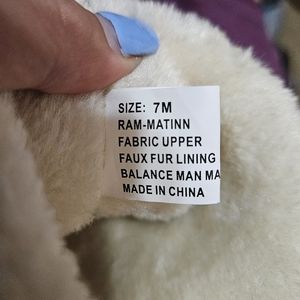 SIZE: 7M
RAM-MATINN
FABRIC UPPER
FAUX FUR LINING
BALANCE MAN MA
MADE IN CHINA